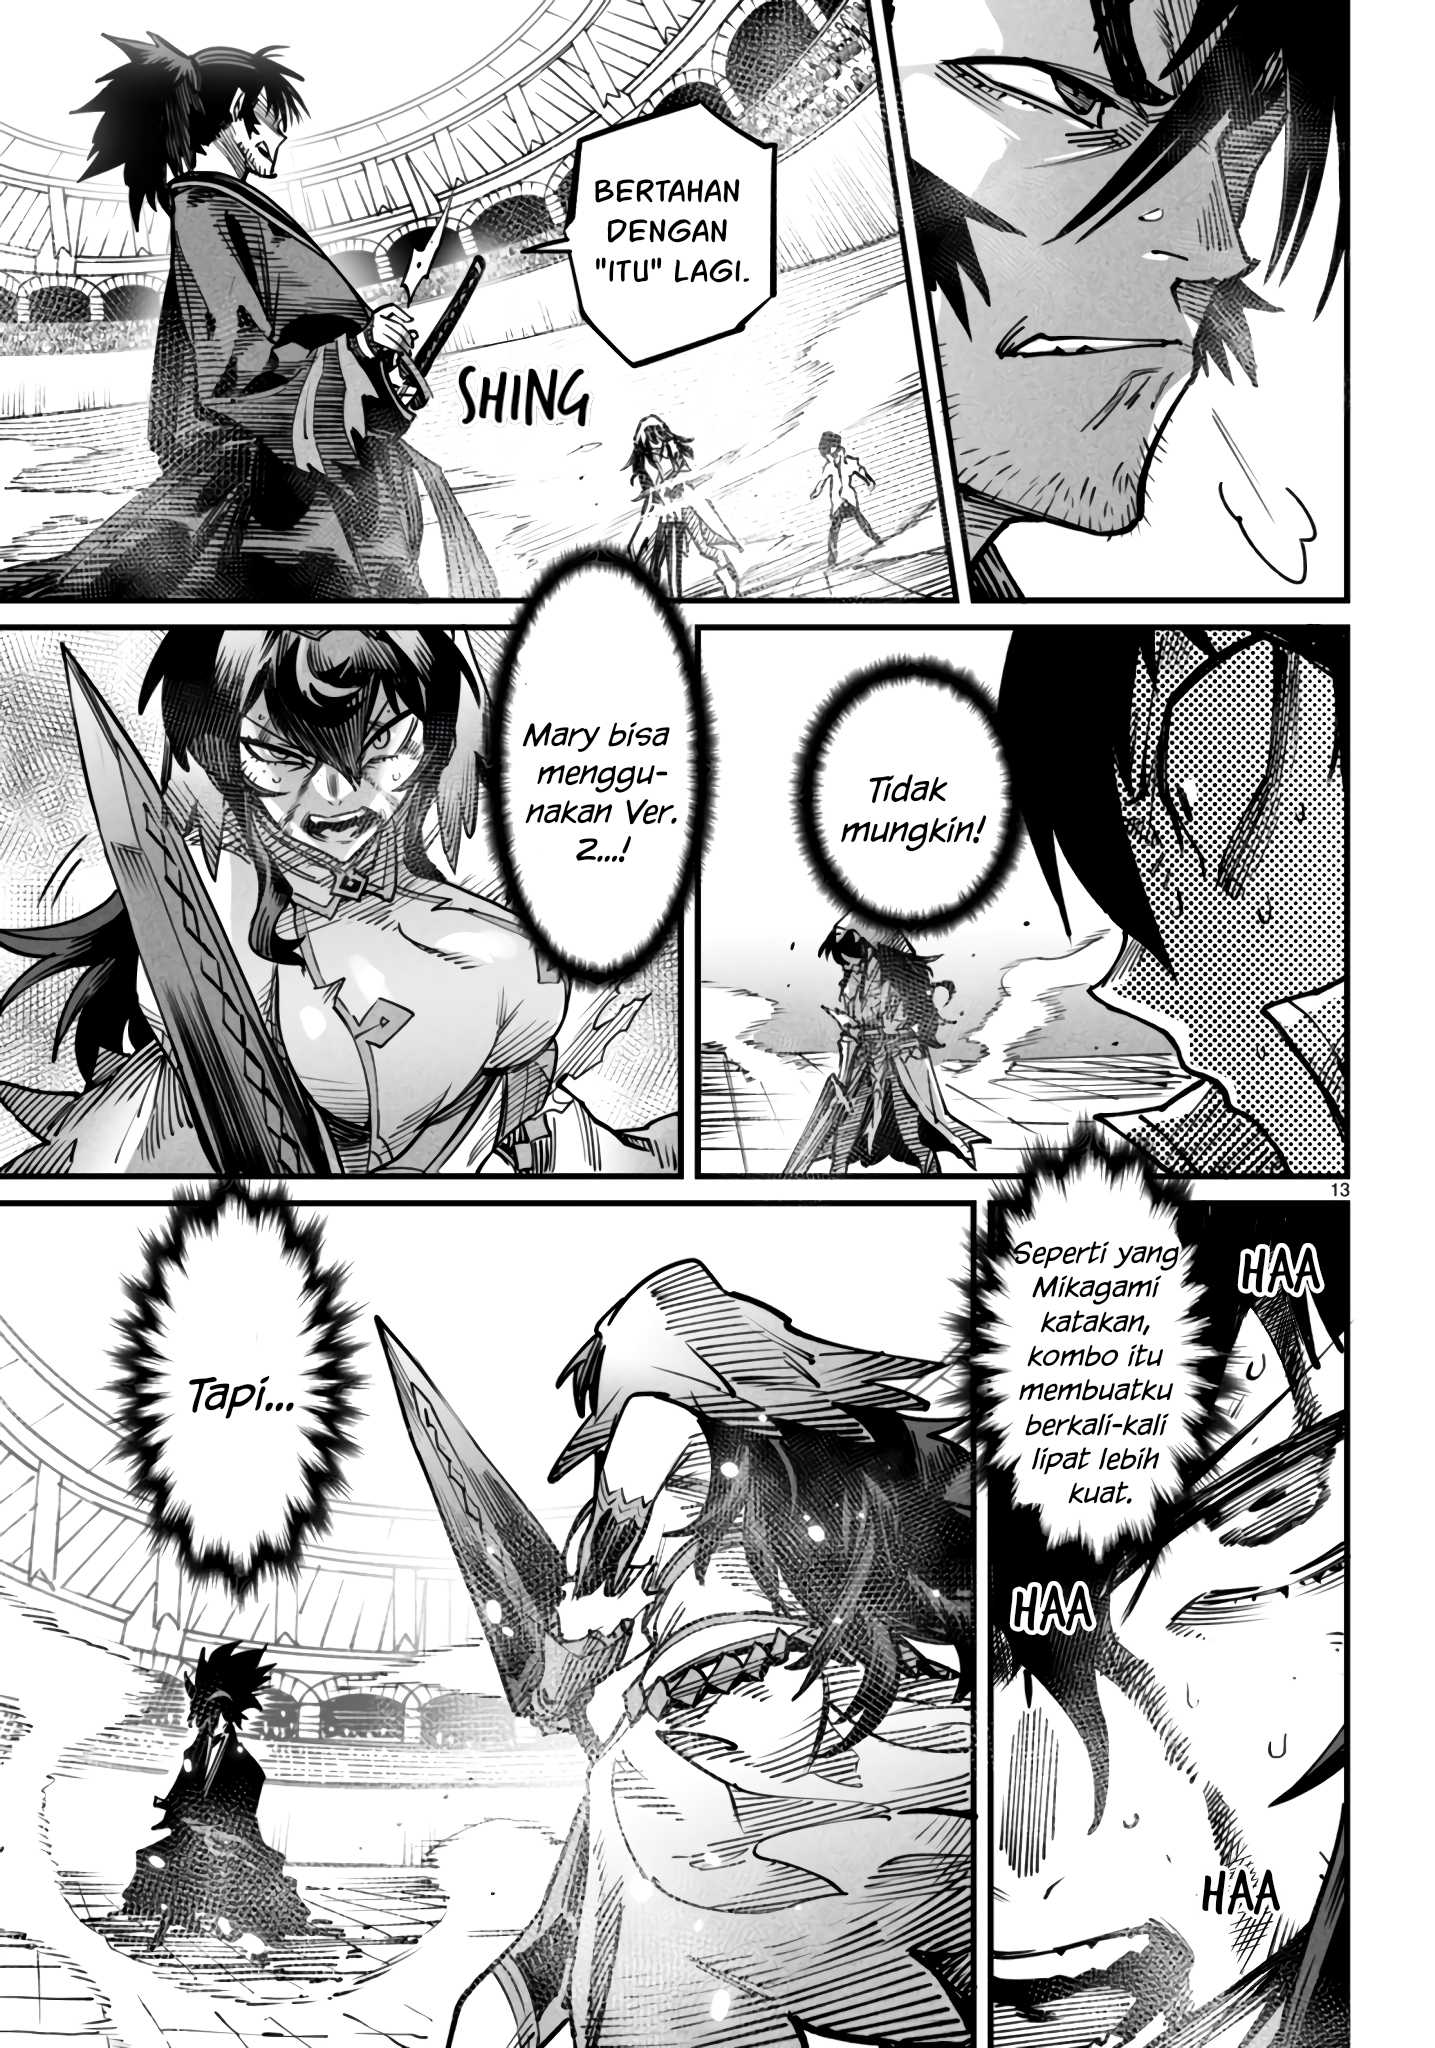 BERTAHAN
DENGAN
"ITU" LAGI.
SHING
Tidak
mungkin!
Mary bisa
menggu-
nakan Ver.
2...!
13
Seperti yang
Mikagami
katakan,
kombo itu
membuatku
berkali-kali
lipat lebih
kuat.
HAA
HAA
HAA
Tapi...